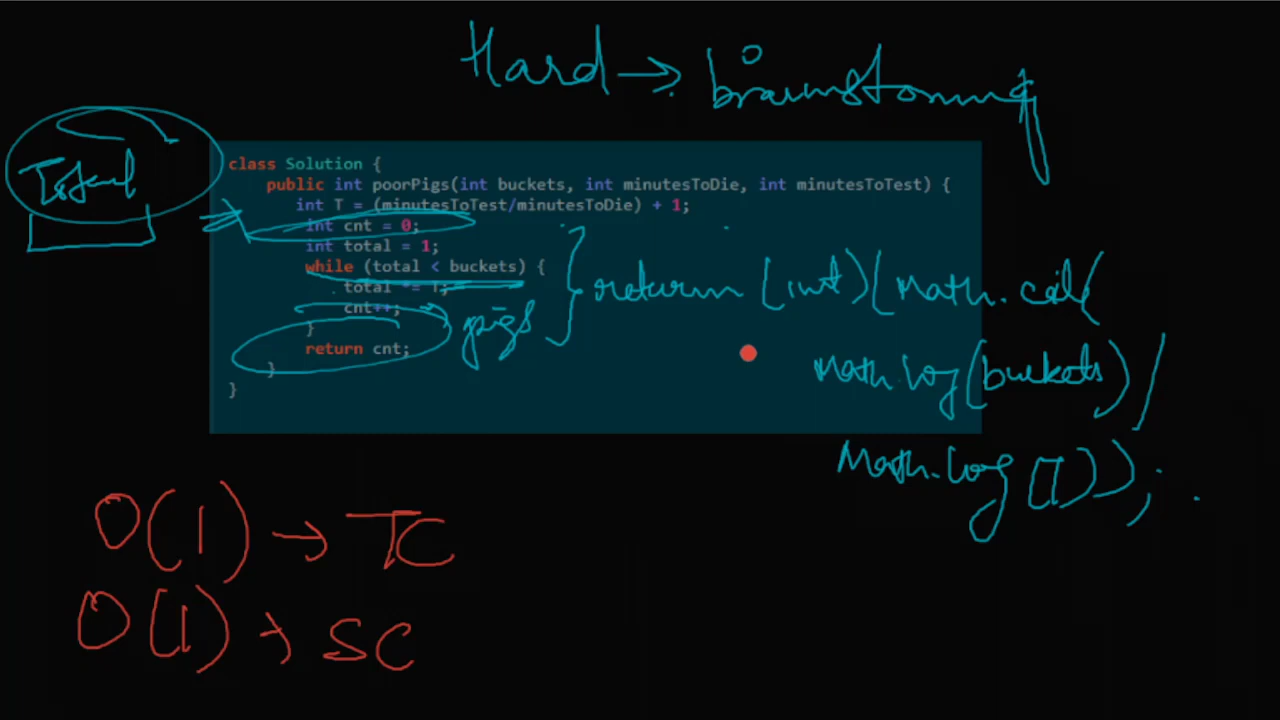 Hard → brainstorming
Total
class Solution {
public int poorPigs(int buckets, int minutesToDie, int minutesToTest) {
int T = (minutesToTest/minutesToDie) + 1;
int cnt = 0;
int total = 1;
while (total < buckets) {
total *= T;
cnt++; → pigs
}
return cnt;
}
}
return (int)(Math.ceil(
Math.log(buckets) /
Math.log(T));
O(1) → TC
O(1) → SC